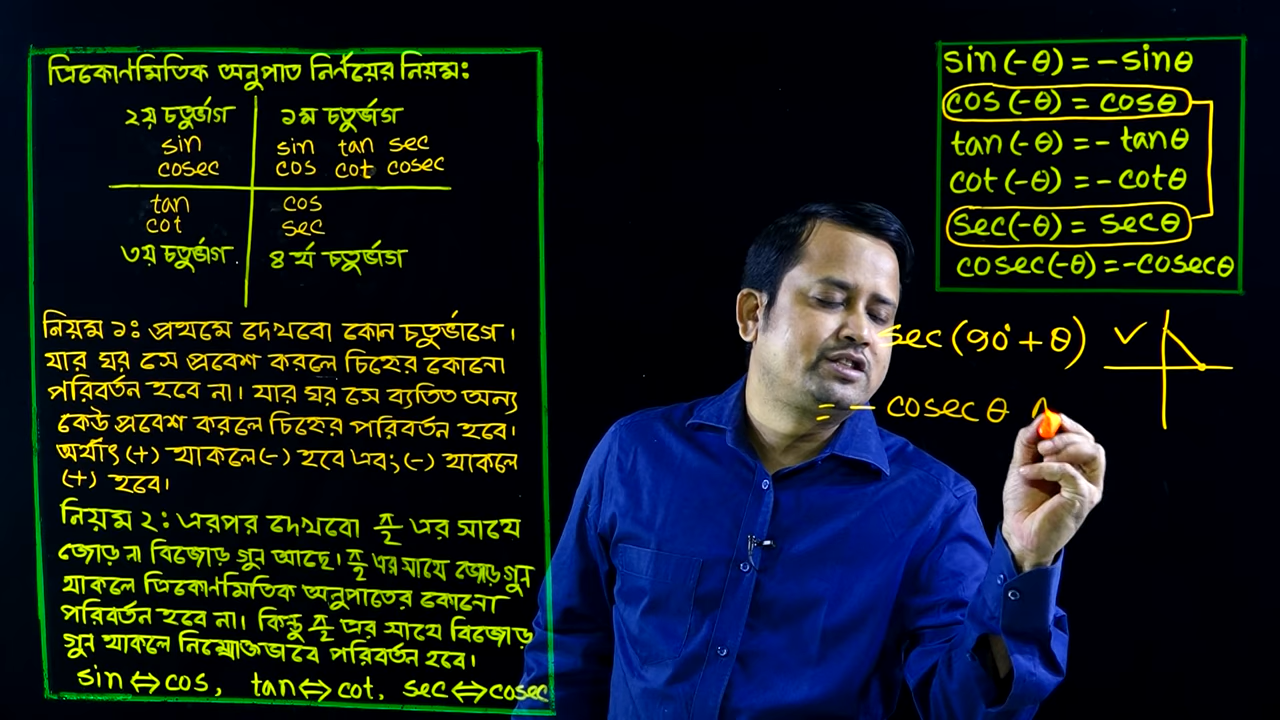 ত্রিকোণমিতিক অনুপাত নির্ণয়ের নিয়মঃ
২য় চতুর্ভাগ ১ম চতুর্ভাগ
sin sin tan sec
cosec cos cot cosec
tan cos
cot sec
৩য় চতুর্ভাগ ৪র্থ চতুর্ভাগ
নিয়ম ১ঃ প্রথমে দেখবো কোন চতুর্ভাগে।
যার ঘর সে প্রবেশ করলে চিহ্নের কোনো
পরিবর্তন হবে না। যার ঘর সে ব্যতিত অন্য
কেউ প্রবেশ করলে চিহ্নের পরিবর্তন হবে।
অর্থাৎ (+) থাকলে (-) হবে এবং, (-) থাকলে
(+) হবে।
নিয়ম ২ঃ এরপর দেখবো π/2 এর সাথে
জোড় না বিজোড় গুন আছে। π/2 এর সাথে জোড় গুন
থাকলে ত্রিকোণমিতিক অনুপাতের কোনো
পরিবর্তন হবে না। কিন্তু π/2 এর সাথে বিজোড়
গুন থাকলে নিম্মোক্তভাবে পরিবর্তন হবে।
sin⇔cos, tan⇔cot, sec⇔cosec
sin(-θ) = -sinθ
cos(-θ) = cosθ
tan(-θ) = -tanθ
cot(-θ) = -cotθ
sec(-θ) = secθ
cosec(-θ) = -cosecθ
sec(90°+θ) ✓
= -cosecθ